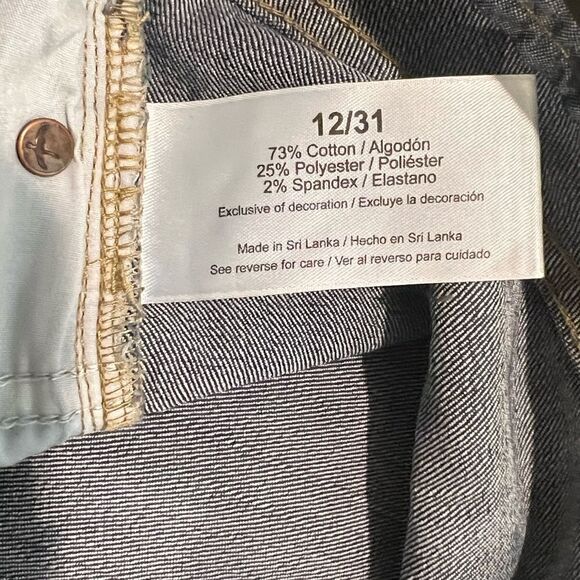 12/31
73% Cotton / Algodón
25% Polyester / Poliéster
2% Spandex / Elastano
Exclusive of decoration / Excluye la decoración
Made in Sri Lanka / Hecho en Sri Lanka
See reverse for care / Ver al reverso para cuidado